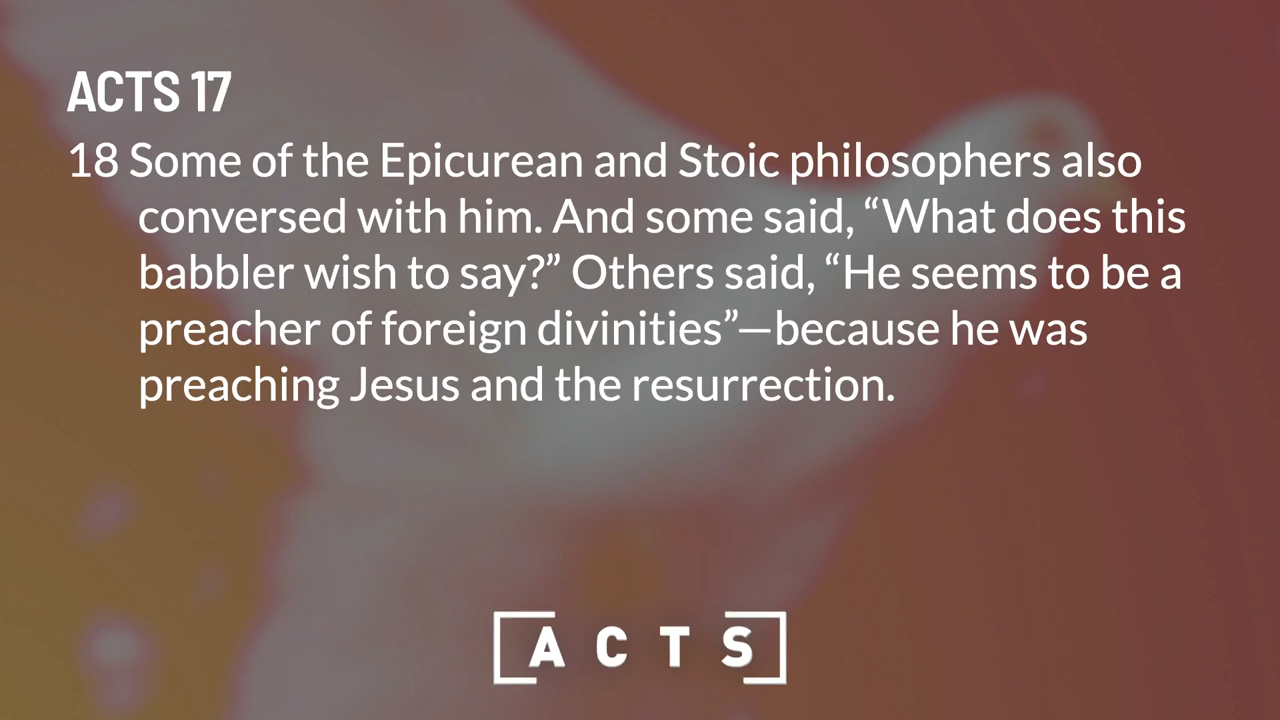 ACTS 17
18 Some of the Epicurean and Stoic philosophers also
conversed with him. And some said, “What does this
babbler wish to say?” Others said, “He seems to be a
preacher of foreign divinities”—because he was
preaching Jesus and the resurrection.
ACTS